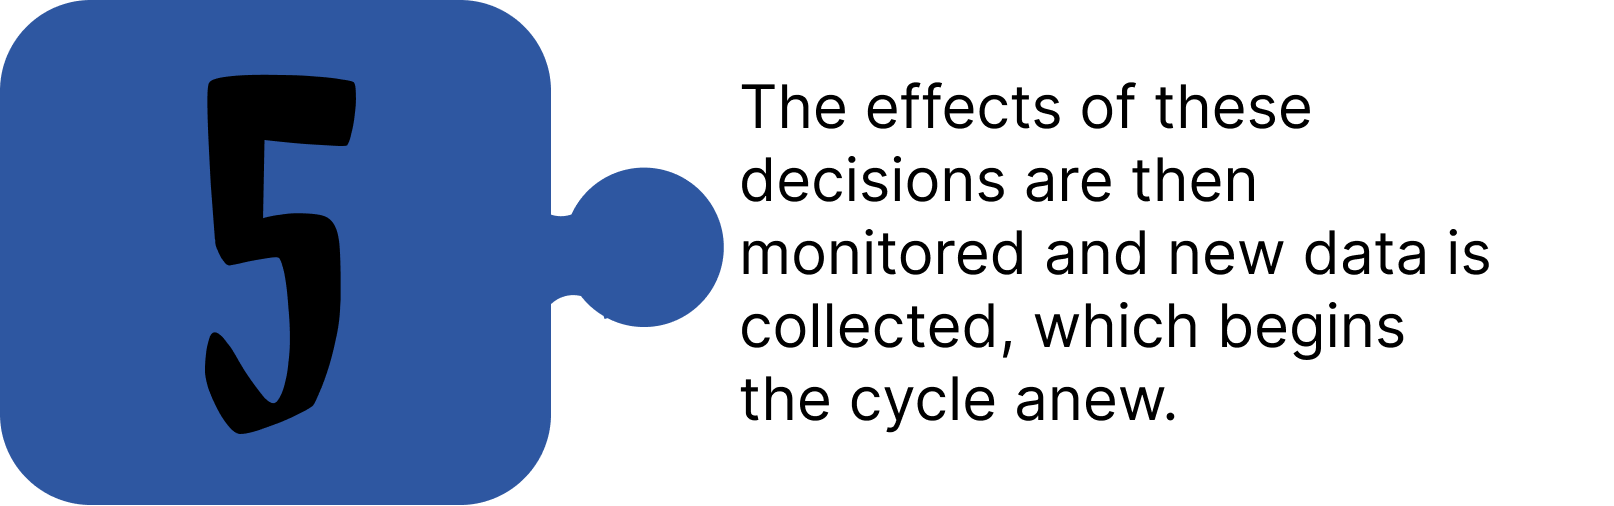 5
The effects of these
decisions are then
monitored and new data is
collected, which begins
the cycle anew.